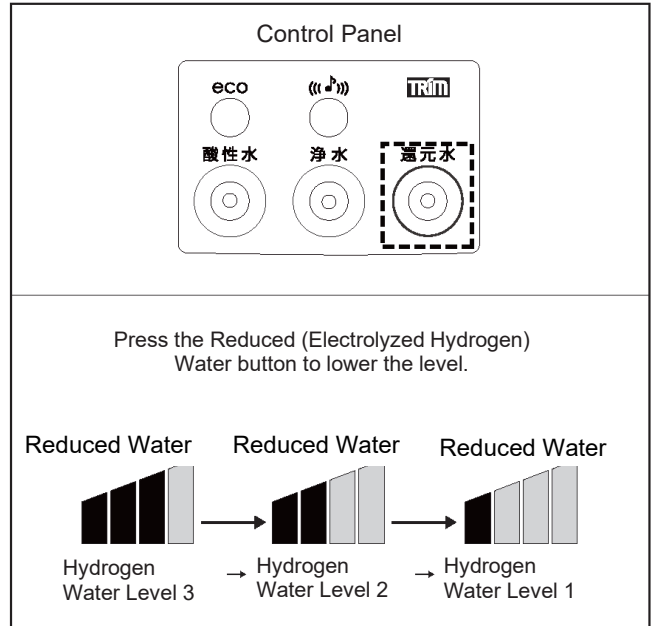 Control Panel
eco
TRIM
酸性水 浄水 還元水
Press the Reduced (Electrolyzed Hydrogen)
Water button to lower the level.
Reduced Water Reduced Water Reduced Water
Hydrogen → Hydrogen → Hydrogen
Water Level 3 Water Level 2 Water Level 1